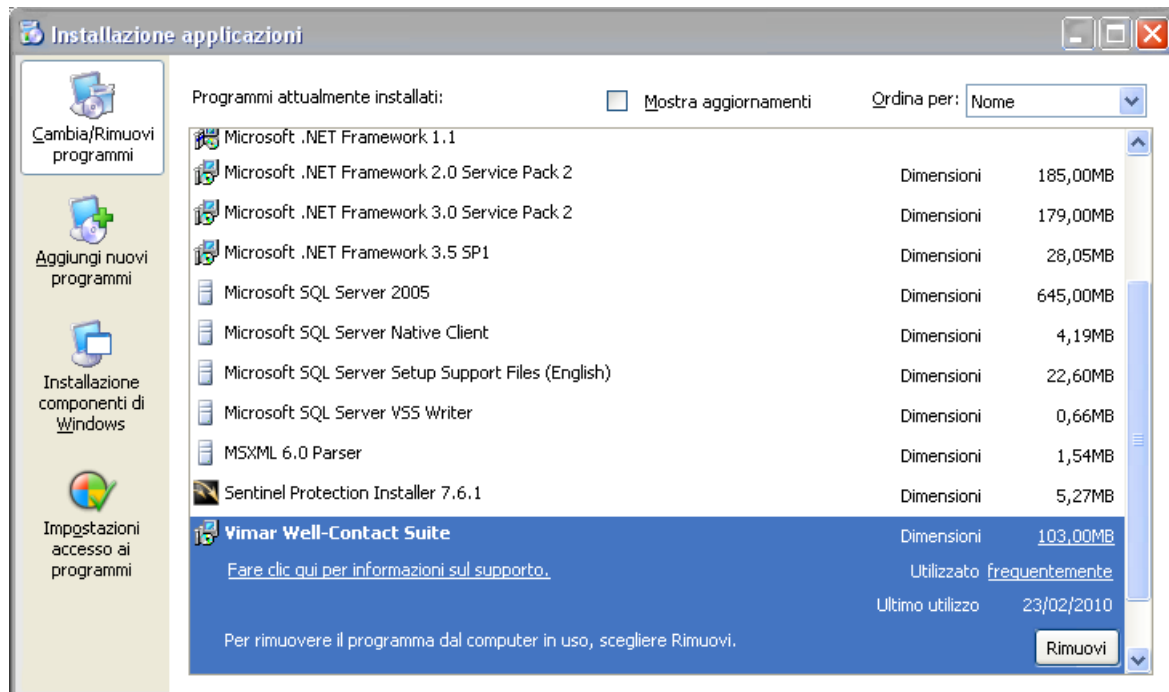 Installazione applicazioni
Cambia/Rimuovi
programmi
Aggiungi nuovi
programmi
Installazione
componenti di
Windows
Impostazioni
accesso ai
programmi
Programmi attualmente installati:
Mostra aggiornamenti
Ordina per: Nome
Microsoft .NET Framework 1.1
Microsoft .NET Framework 2.0 Service Pack 2 Dimensioni 185,00MB
Microsoft .NET Framework 3.0 Service Pack 2 Dimensioni 179,00MB
Microsoft .NET Framework 3.5 SP1 Dimensioni 28,05MB
Microsoft SQL Server 2005 Dimensioni 645,00MB
Microsoft SQL Server Native Client Dimensioni 4,19MB
Microsoft SQL Server Setup Support Files (English) Dimensioni 22,60MB
Microsoft SQL Server VSS Writer Dimensioni 0,66MB
MSXML 6.0 Parser Dimensioni 1,54MB
Sentinel Protection Installer 7.6.1 Dimensioni 5,27MB
Vimar Well-Contact Suite Dimensioni 103,00MB
Fare clic qui per informazioni sul supporto. Utilizzato frequentemente
Ultimo utilizzo 23/02/2010
Per rimuovere il programma dal computer in uso, scegliere Rimuovi. Rimuovi